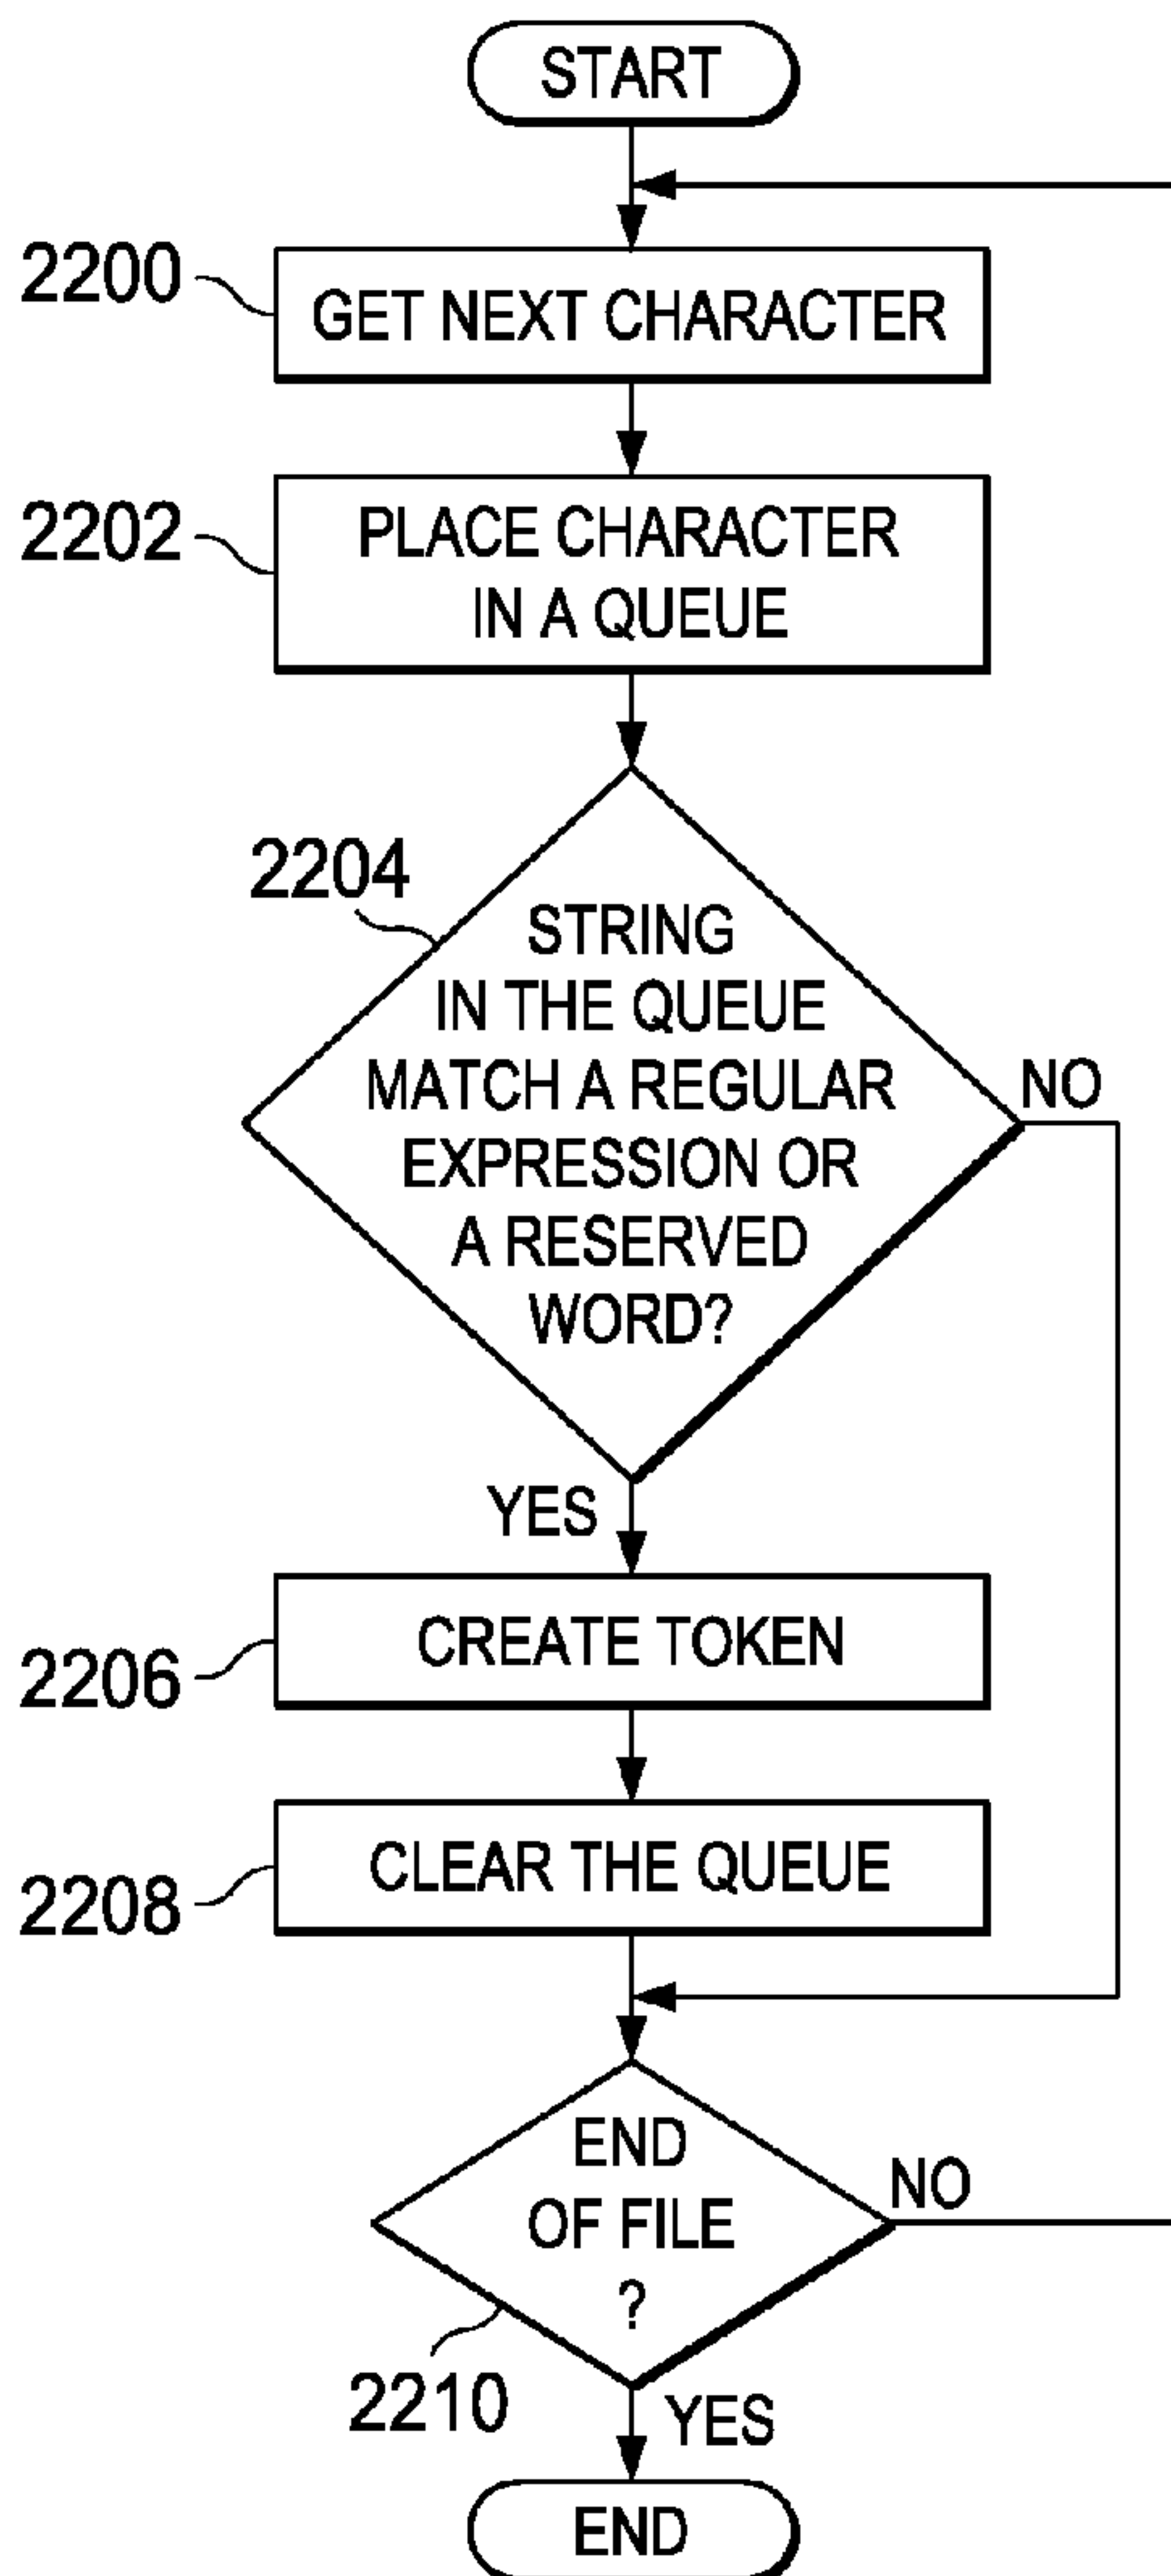 START
2200
GET NEXT CHARACTER
2202
PLACE CHARACTER
IN A QUEUE
2204
STRING
IN THE QUEUE
MATCH A REGULAR
EXPRESSION OR
A RESERVED
WORD?
NO
YES
2206
CREATE TOKEN
2208
CLEAR THE QUEUE
END
OF FILE
?
NO
2210
YES
END